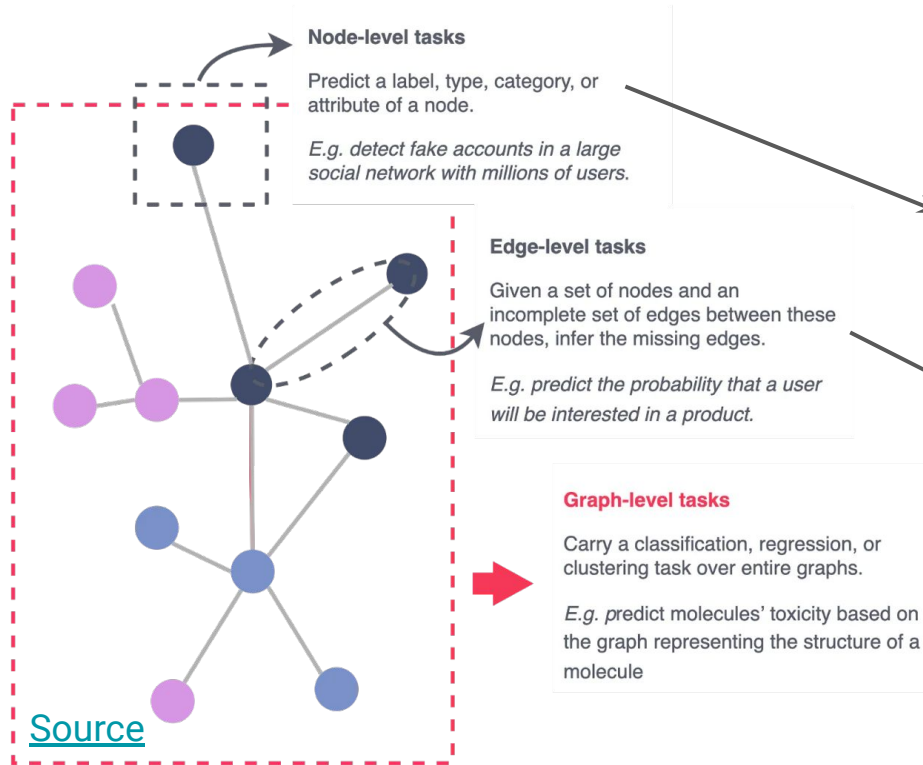 Node-level tasks
Predict a label, type, category, or
attribute of a node.
E.g. detect fake accounts in a large
social network with millions of users.
Edge-level tasks
Given a set of nodes and an
incomplete set of edges between these
nodes, infer the missing edges.
E.g. predict the probability that a user
will be interested in a product.
Graph-level tasks
Carry a classification, regression, or
clustering task over entire graphs.
E.g. predict molecules’ toxicity based on
the graph representing the structure of a
molecule
Source